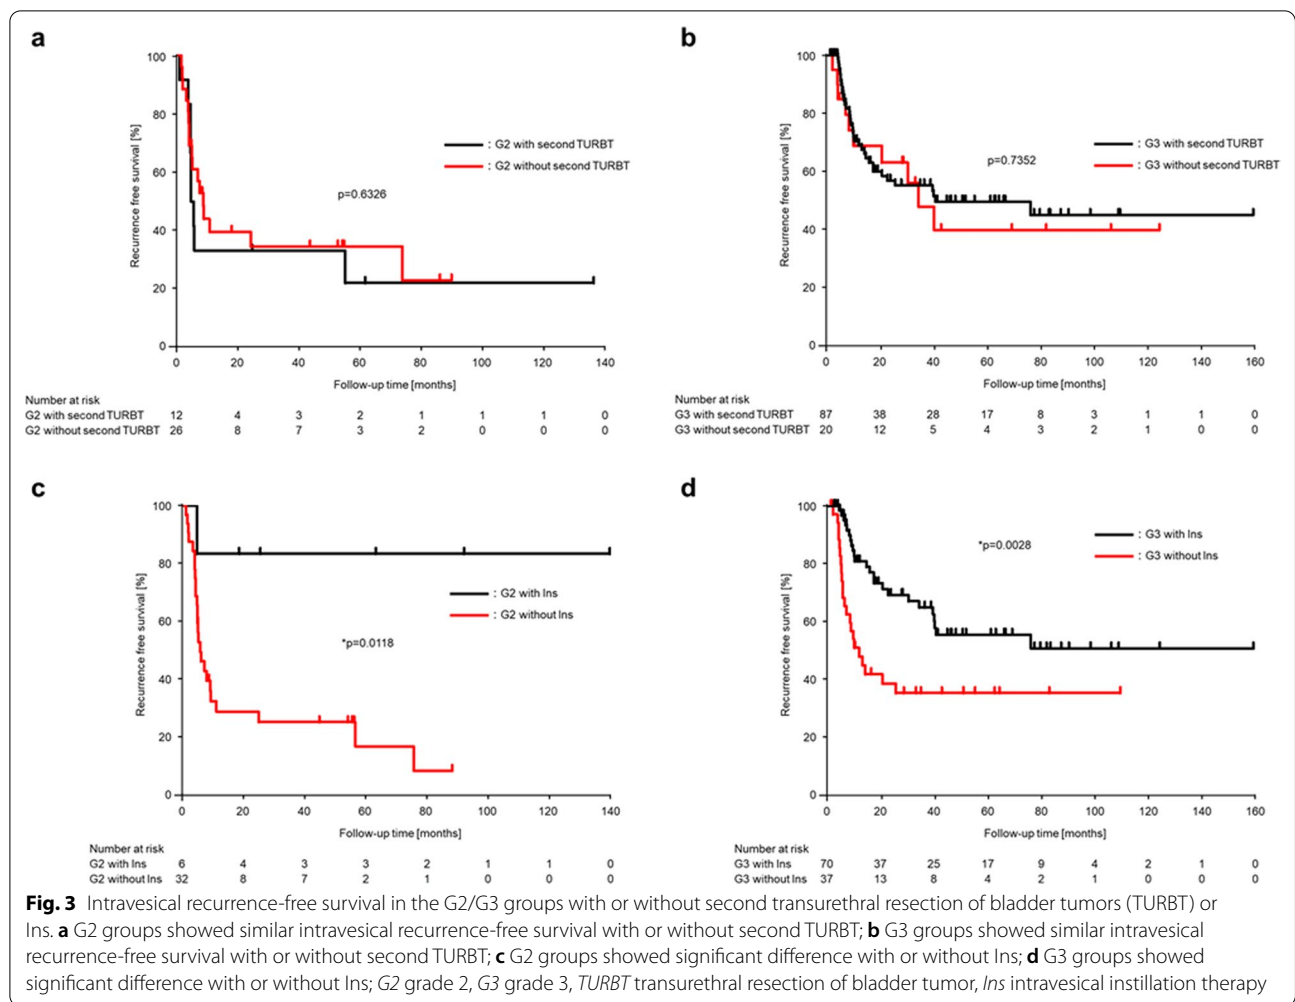 a
100
80
60
40
20
0
Recurrence free survival [%]
: G2 with second TURBT
: G2 without second TURBT
p=0.6326
0 20 40 60 80 100 120 140
Follow-up time [months]
Number at risk
G2 with second TURBT 12 4 3 2 1 1 1 0
G2 without second TURBT 26 8 7 3 2 0 0 0
b
100
80
60
40
20
0
Recurrence free survival [%]
: G3 with second TURBT
: G3 without second TURBT
p=0.7352
0 20 40 60 80 100 120 140 160
Follow-up time [months]
Number at risk
G3 with second TURBT 87 38 28 17 8 3 1 1 0
G3 without second TURBT 20 12 5 4 3 2 1 0 0
c
100
80
60
40
20
0
Recurrence free survival [%]
: G2 with Ins
: G2 without Ins
*p=0.0118
0 20 40 60 80 100 120 140
Follow-up time [months]
Number at risk
G2 with Ins 6 4 3 3 2 1 1 0
G2 without Ins 32 8 7 2 1 0 0 0
d
100
80
60
40
20
0
Recurrence free survival [%]
: G3 with Ins
: G3 without Ins
*p=0.0028
0 20 40 60 80 100 120 140 160
Follow-up time [months]
Number at risk
G3 with Ins 70 37 25 17 9 4 2 1 0
G3 without Ins 37 13 8 4 2 1 0 0 0
Fig. 3 Intravesical recurrence-free survival in the G2/G3 groups with or without second transurethral resection of bladder tumors (TURBT) or
Ins. a G2 groups showed similar intravesical recurrence-free survival with or without second TURBT; b G3 groups showed similar intravesical
recurrence-free survival with or without second TURBT; c G2 groups showed significant difference with or without Ins; d G3 groups showed
significant difference with or without Ins; G2 grade 2, G3 grade 3, TURBT transurethral resection of bladder tumor, Ins intravesical instillation therapy